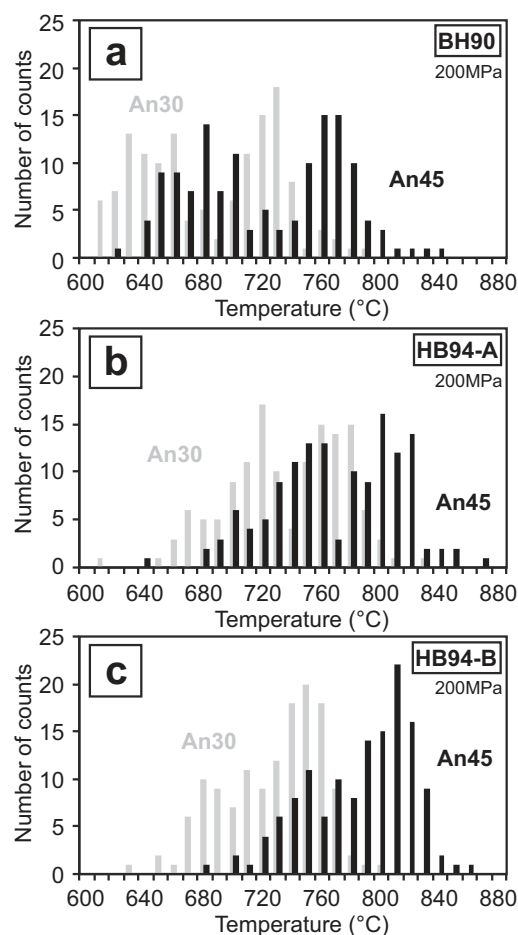 25
20
15
10
5
0
Number of counts
a
An30
An45
BH90
200MPa
600 640 680 720 760 800 840 880
Temperature (°C)
25
20
15
10
5
0
Number of counts
b
An30
An45
HB94-A
200MPa
600 640 680 720 760 800 840 880
Temperature (°C)
25
20
15
10
5
0
Number of counts
c
An30
An45
HB94-B
200MPa
600 640 680 720 760 800 840 880
Temperature (°C)